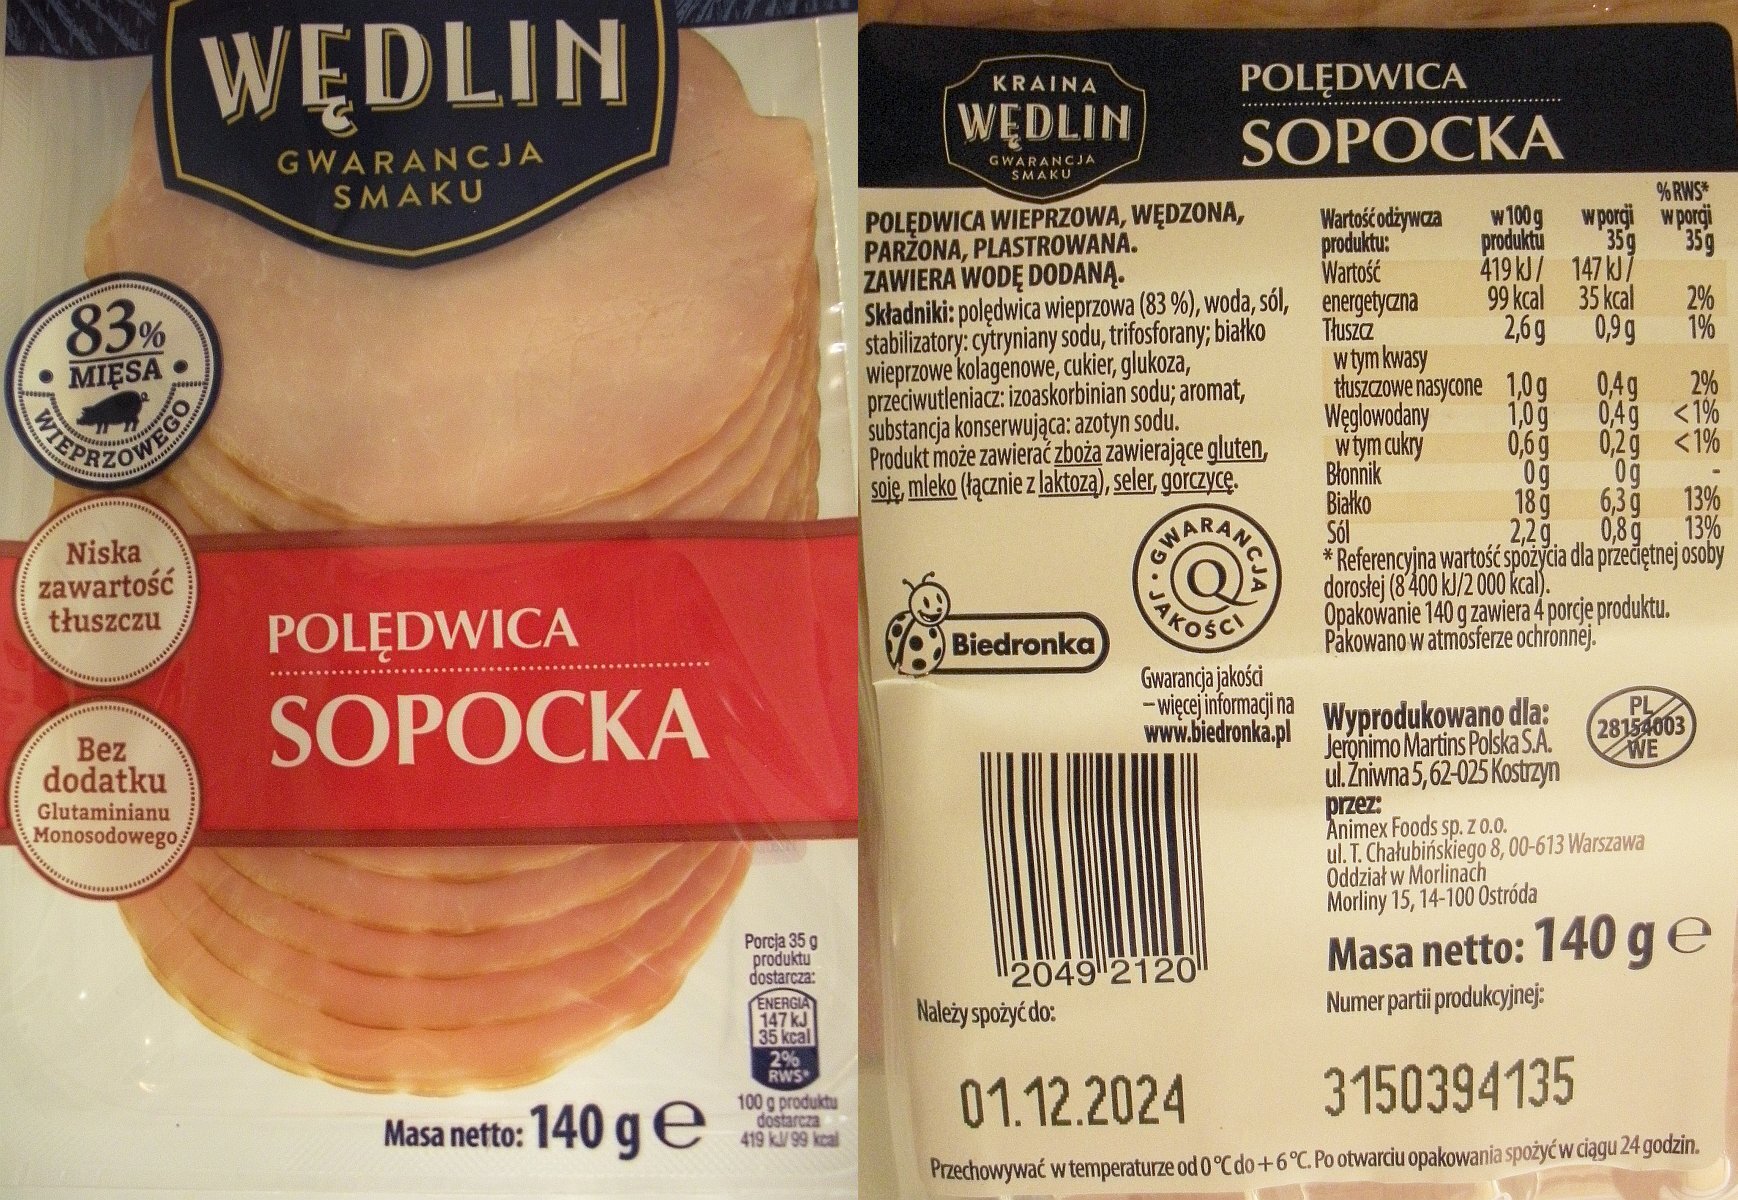 WĘDLIN
GWARANCJA
SMAKU
83%
MIĘSA
WIEPRZOWEGO
Niska
zawartość
tłuszczu
POLĘDWICA
SOPOCKA
Bez
dodatku
Glutaminianu
Monosodowego
Porcja 35 g
produktu
dostarcza:
ENERGIA
147 kJ
35 kcal
2%
RWS*
100 g produktu
dostarcza
419 kJ/99 kcal
Masa netto: 140 g e
KRAINA
WĘDLIN
GWARANCJA
SMAKU
POLĘDWICA
SOPOCKA
POLĘDWICA WIEPRZOWA, WĘDZONA,
PARZONA, PLASTROWANA.
ZAWIERA WODĘ DODANĄ.
Składniki: polędwica wieprzowa (83 %), woda, sól,
stabilizatory: cytryniany sodu, trifosforany; białko
wieprzowe kolagenowe, cukier, glukoza,
przeciwutleniacz: izoaskorbinian sodu; aromat,
substancja konserwująca: azotyn sodu.
Produkt może zawierać zboża zawierające gluten,
soję, mleko (łącznie z laktozą), seler, gorczycę.
% RWS*
Wartość odżywcza w 100 g w porcji w porcji
produktu: produktu 35 g 35 g
Wartość 419 kJ / 147 kJ /
energetyczna 99 kcal 35 kcal 2%
Tłuszcz 2,6 g 0,9 g 1%
w tym kwasy
tłuszczowe nasycone 1,0 g 0,4 g 2%
Węglowodany 1,0 g 0,4 g < 1%
w tym cukry 0,6 g 0,2 g < 1%
Błonnik 0 g 0 g -
Białko 18 g 6,3 g 13%
Sól 2,2 g 0,8 g 13%
* Referencyjna wartość spożycia dla przeciętnej osoby
dorosłej (8 400 kJ/2 000 kcal).
Opakowanie 140 g zawiera 4 porcje produktu.
Pakowano w atmosferze ochronnej.
Biedronka
GWARANCJA
Q
JAKOŚCI
Gwarancja jakości
– więcej informacji na
www.biedronka.pl
Wyprodukowano dla:
Jeronimo Martins Polska S.A.
ul. Żniwna 5, 62-025 Kostrzyn
przez:
Animex Foods sp. z o.o.
ul. T. Chałubińskiego 8, 00-613 Warszawa
Oddział w Morlinach
Morliny 15, 14-100 Ostróda
PL
28154003
WE
2049 2120
Masa netto: 140 g e
Należy spożyć do:
Numer partii produkcyjnej:
01.12.2024
3150394135
Przechowywać w temperaturze od 0 °C do + 6 °C. Po otwarciu opakowania spożyć w ciągu 24 godzin.